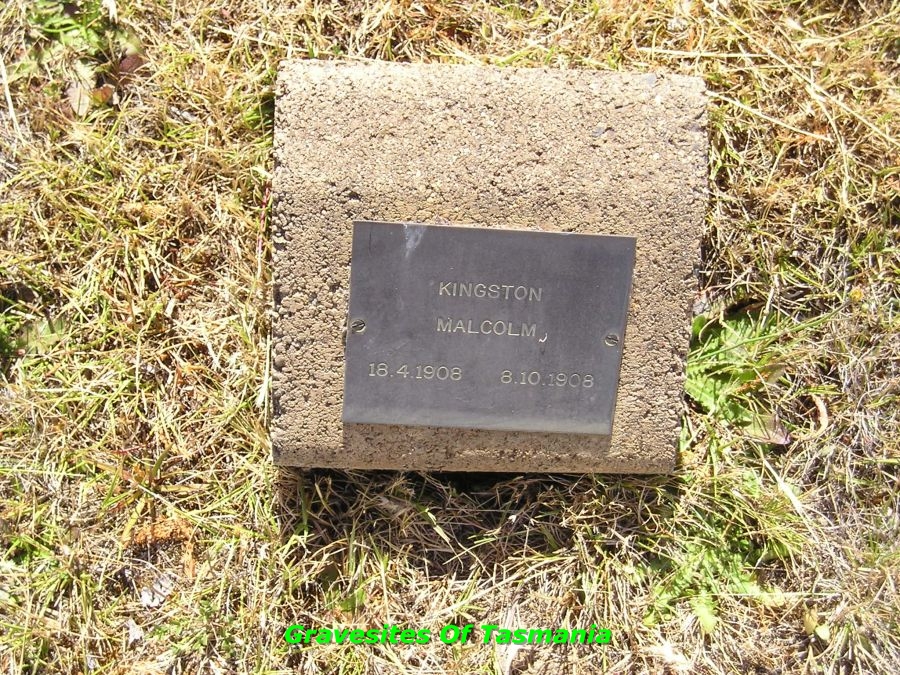 KINGSTON
MALCOLM
18.4.1908 8.10.1908
Gravesites Of Tasmania